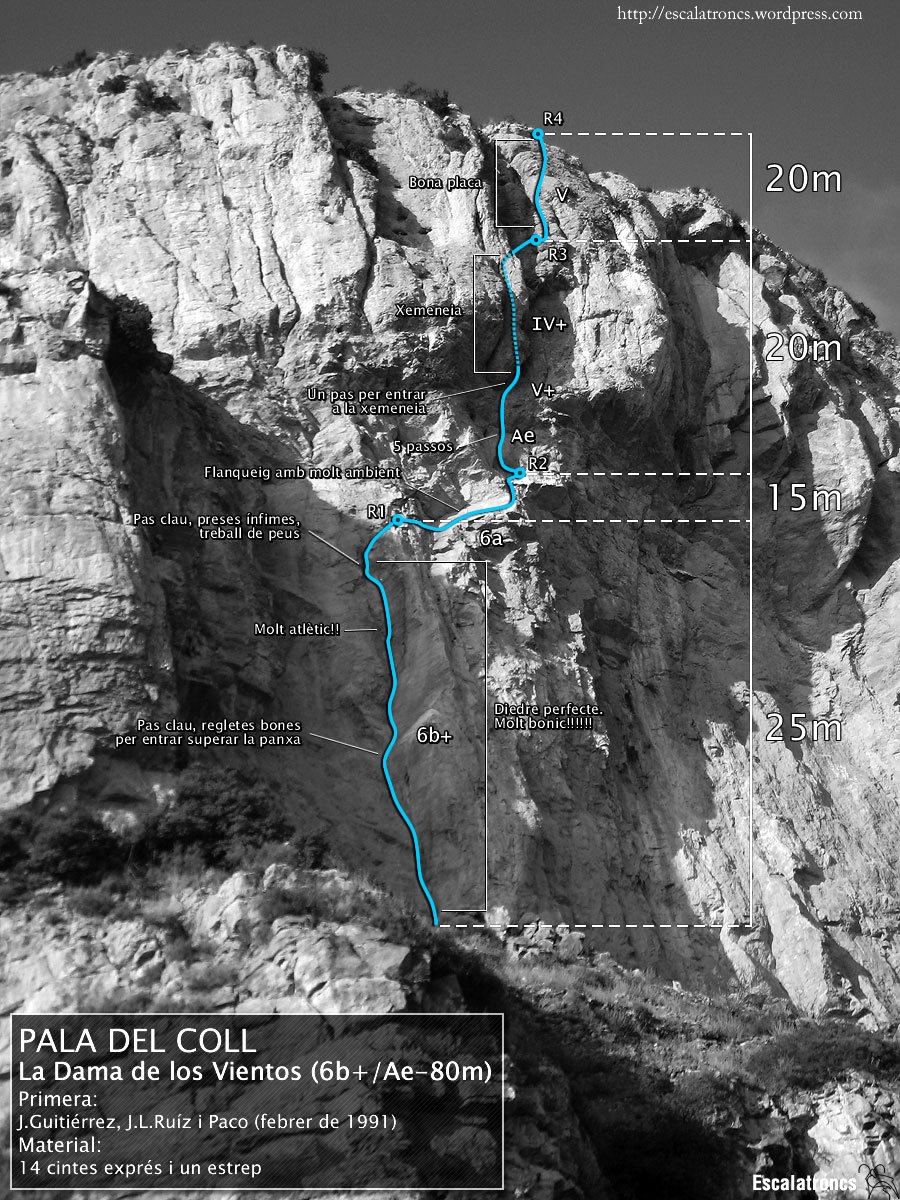 http://escalatroncs.wordpress.com
R4
20m
Bona placa
V
R3
Xemeneia
IV+
20m
Un pas per entrar
a la xemeneia
V+
5 passos
Ae
R2
Flanqueig amb molt ambient
15m
R1
Pas clau, preses ínfimes,
treball de peus
6a
Molt atlètic!!
Diedre perfecte.
Molt bonic!!!!!!
Pas clau, regletes bones
per entrar superar la panxa
6b+
25m
PALA DEL COLL
La Dama de los Vientos (6b+/Ae-80m)
Primera:
J.Guitiérrez, J.L.Ruíz i Paco (febrer de 1991)
Material:
14 cintes exprés i un estrep
Escalatroncs